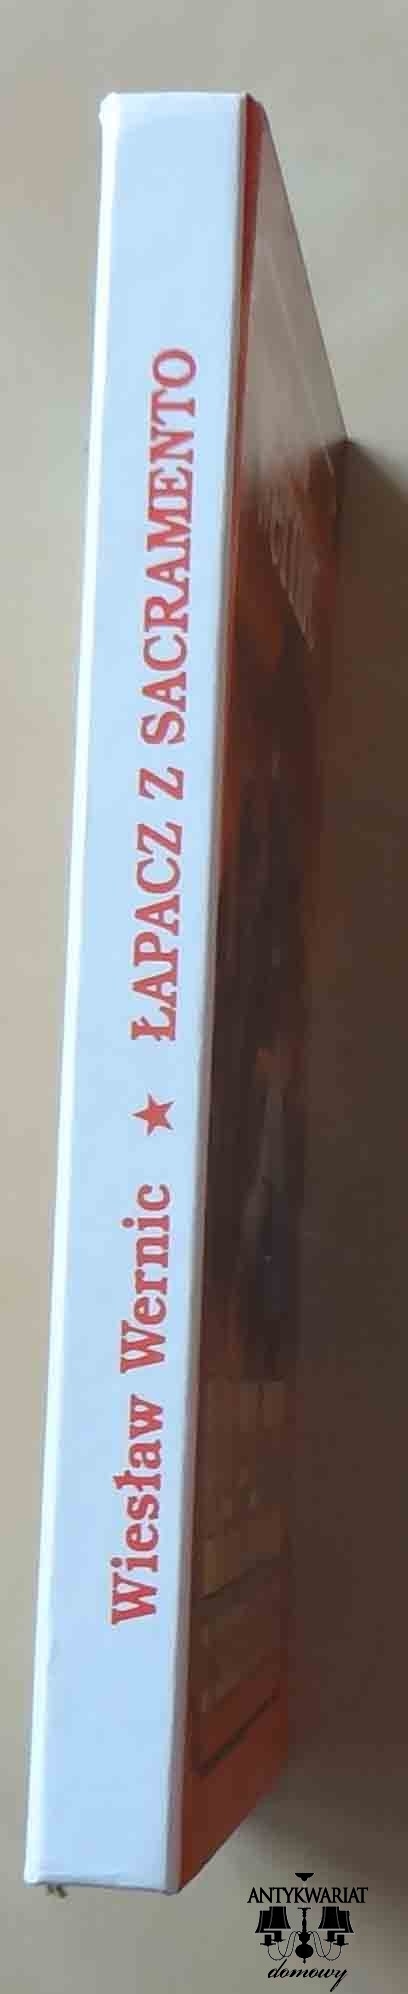 Wiesław Wernic ★ ŁAPACZ Z SACRAMENTO
ANTYKWARIAT
domowy